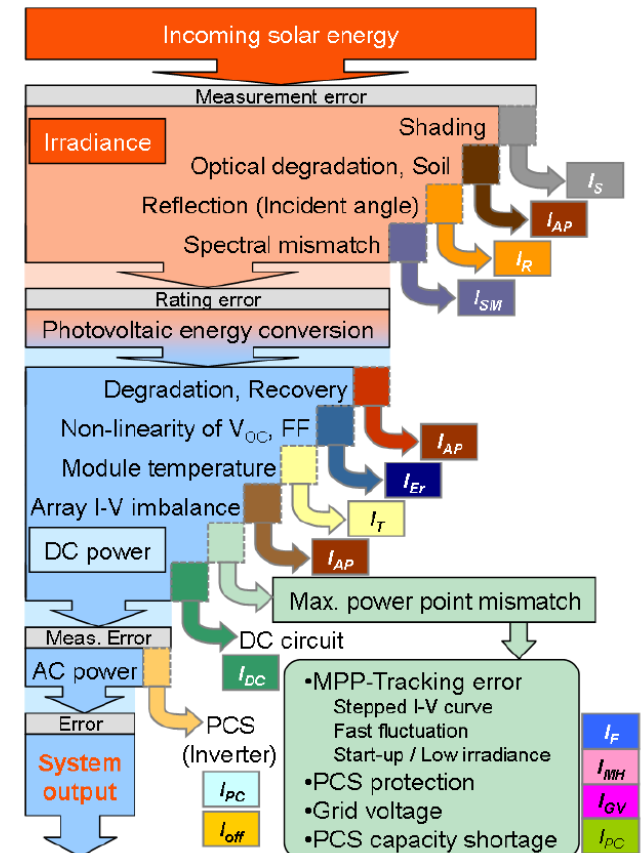 Incoming solar energy
Measurement error
Irradiance
Shading
I_S
Optical degradation, Soil
I_AP
Reflection (Incident angle)
I_R
Spectral mismatch
I_SM
Rating error
Photovoltaic energy conversion
Degradation, Recovery
I_AP
Non-linearity of V_OC, FF
I_Er
Module temperature
I_T
Array I-V imbalance
I_AP
DC power
Max. power point mismatch
DC circuit
I_DC
Meas. Error
AC power
PCS
(Inverter)
I_PC
I_off
Error
System
output
•MPP-Tracking error
Stepped I-V curve
Fast fluctuation
Start-up / Low irradiance
•PCS protection
•Grid voltage
•PCS capacity shortage
I_F
I_MH
I_GV
I_PC